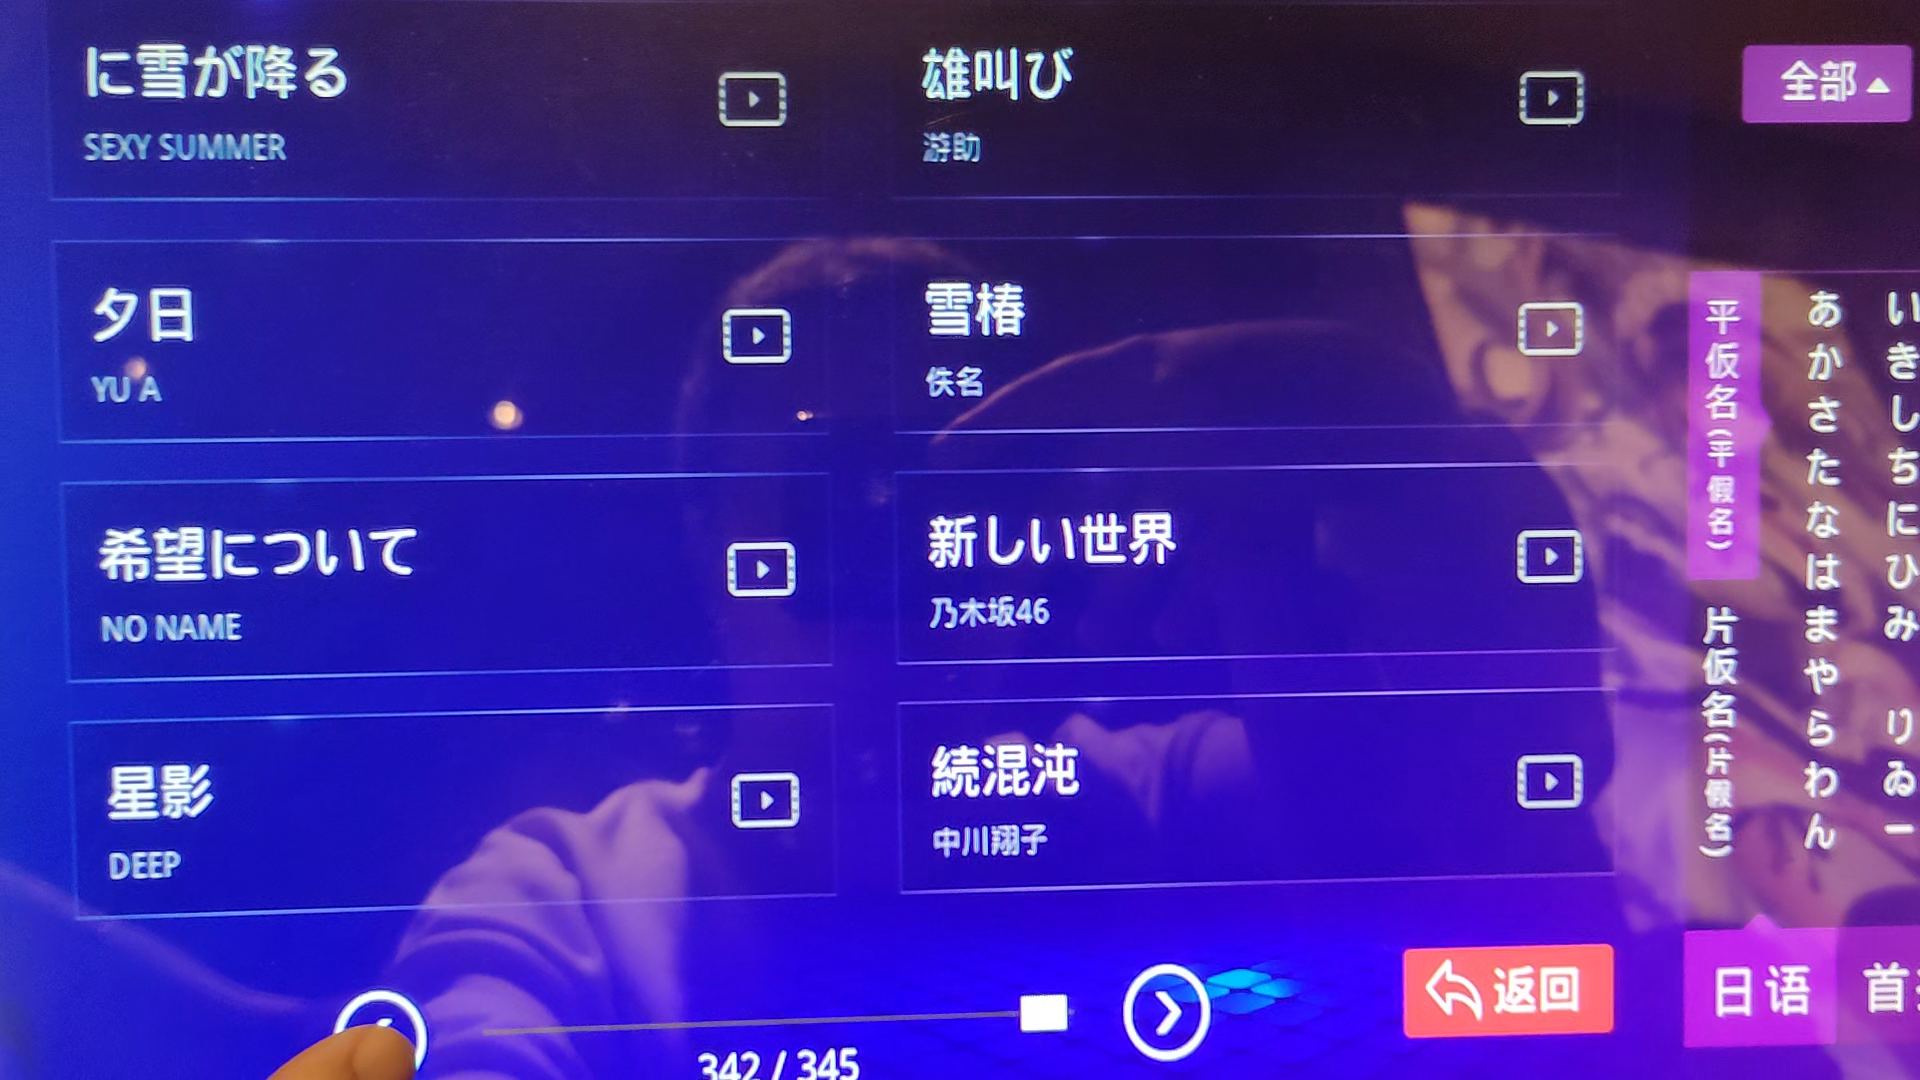 に雪が降る
SEXY SUMMER
雄叫び
游助
夕日
YU A
雪椿
佚名
希望について
NO NAME
新しい世界
乃木坂46
星影
DEEP
続混沌
中川翔子
342 / 345
返回
全部
平仮名(平假名)
片仮名(片假名)
あかさたなはまやらわん
いきしちにひみ りゐー
日语
首